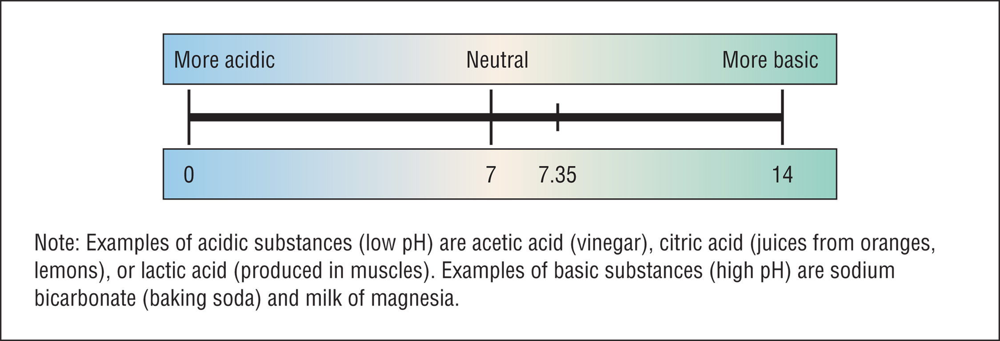 More acidic Neutral More basic
0 7 7.35 14
Note: Examples of acidic substances (low pH) are acetic acid (vinegar), citric acid (juices from oranges,
lemons), or lactic acid (produced in muscles). Examples of basic substances (high pH) are sodium
bicarbonate (baking soda) and milk of magnesia.